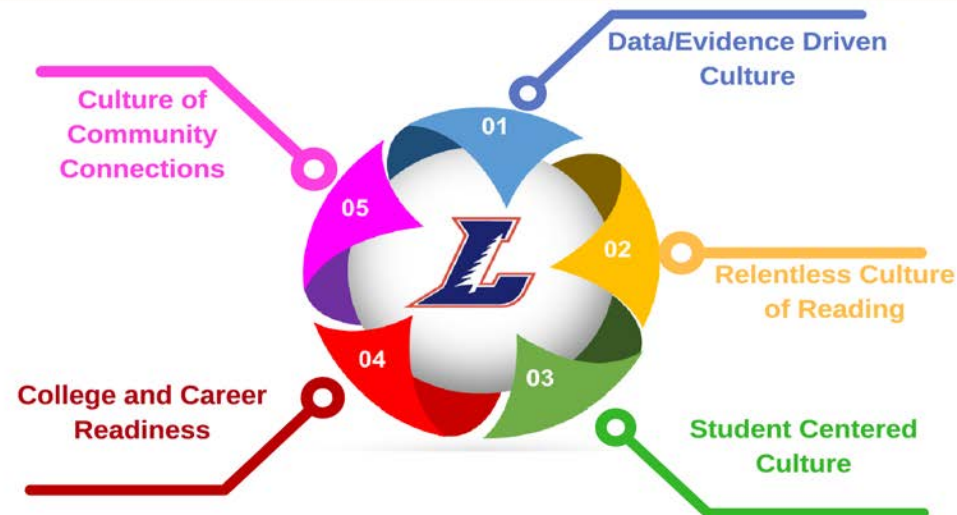 01
Data/Evidence Driven
Culture
02
Relentless Culture
of Reading
03
Student Centered
Culture
04
College and Career
Readiness
05
Culture of
Community
Connections
L